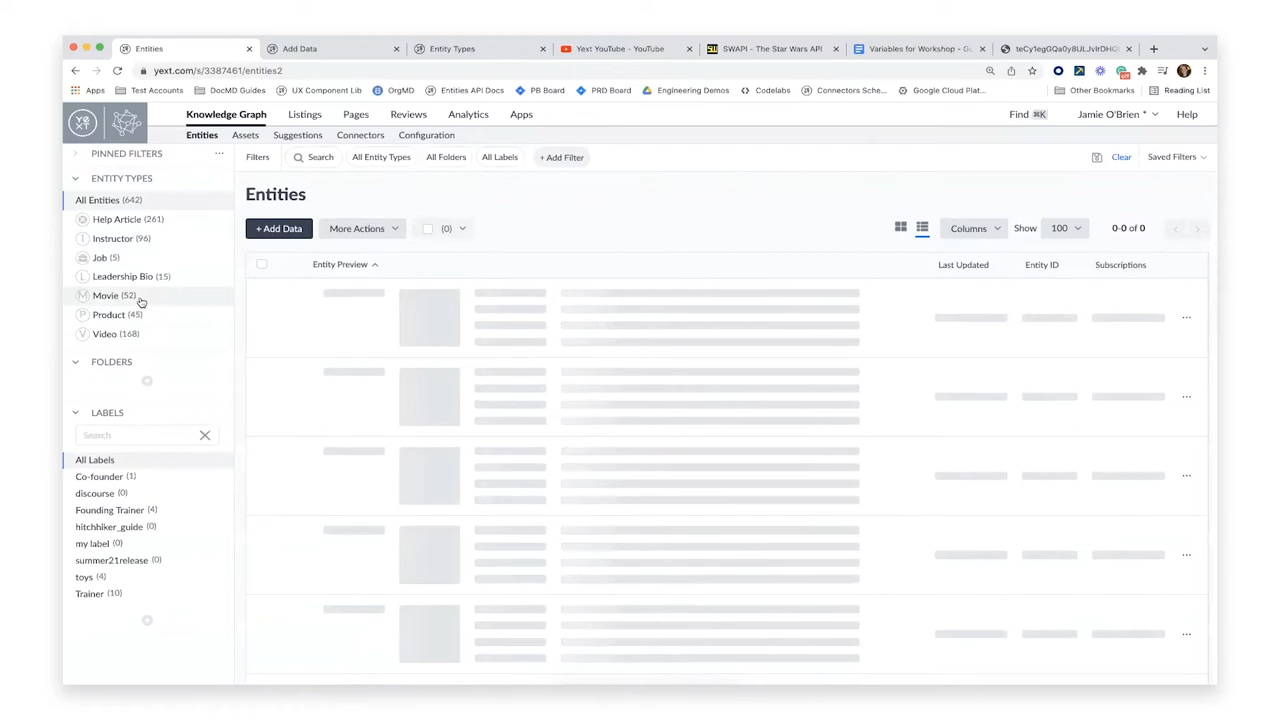 Entities
Add Data
Entity Types
Yext YouTube - YouTube
SWAPI - The Star Wars API
Variables for Workshop - Go
yext.com/s/3387461/entities2
Apps
Test Accounts
DocMD Guides
UX Component Lib
OrgMD
Entities API Docs
PB Board
PRD Board
Engineering Demos
Codelabs
Connectors Sche...
Google Cloud Plat...
Other Bookmarks
Reading List
yext
Knowledge Graph
Listings
Pages
Reviews
Analytics
Apps
Find ⌘K
Jamie O'Brien *
Help
Entities
Assets
Suggestions
Connectors
Configuration
PINNED FILTERS
...
Filters
Search
All Entity Types
All Folders
All Labels
+ Add Filter
Clear
Saved Filters
ENTITY TYPES
All Entities (642)
Help Article (261)
I Instructor (96)
Job (5)
L Leadership Bio (15)
M Movie (52)
P Product (45)
V Video (168)
FOLDERS
LABELS
Search
All Labels
Co-founder (1)
discourse (0)
Founding Trainer (4)
hitchhiker_guide (0)
my label (0)
summer21release (0)
toys (4)
Trainer (10)
Entities
+ Add Data
More Actions
(0)
Columns
Show
100
0-0 of 0
Entity Preview
Last Updated
Entity ID
Subscriptions